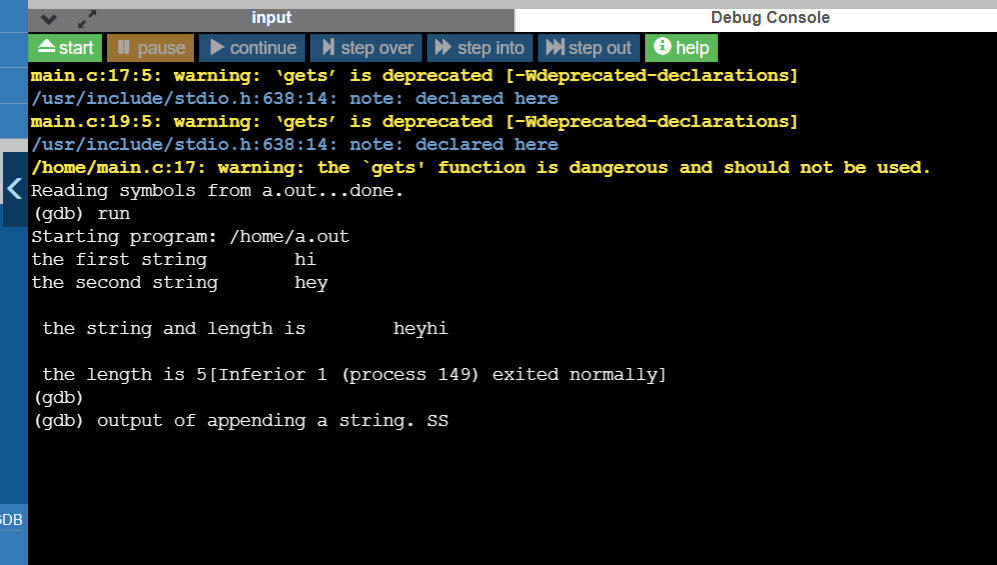 input Debug Console
start pause continue step over step into step out help
main.c:17:5: warning: ‘gets’ is deprecated [-Wdeprecated-declarations]
/usr/include/stdio.h:638:14: note: declared here
main.c:19:5: warning: ‘gets’ is deprecated [-Wdeprecated-declarations]
/usr/include/stdio.h:638:14: note: declared here
/home/main.c:17: warning: the `gets' function is dangerous and should not be used.
Reading symbols from a.out...done.
(gdb) run
Starting program: /home/a.out
the first string        hi
the second string       hey
 the string and length is        heyhi
 the length is 5[Inferior 1 (process 149) exited normally]
(gdb)
(gdb) output of appending a string. SS